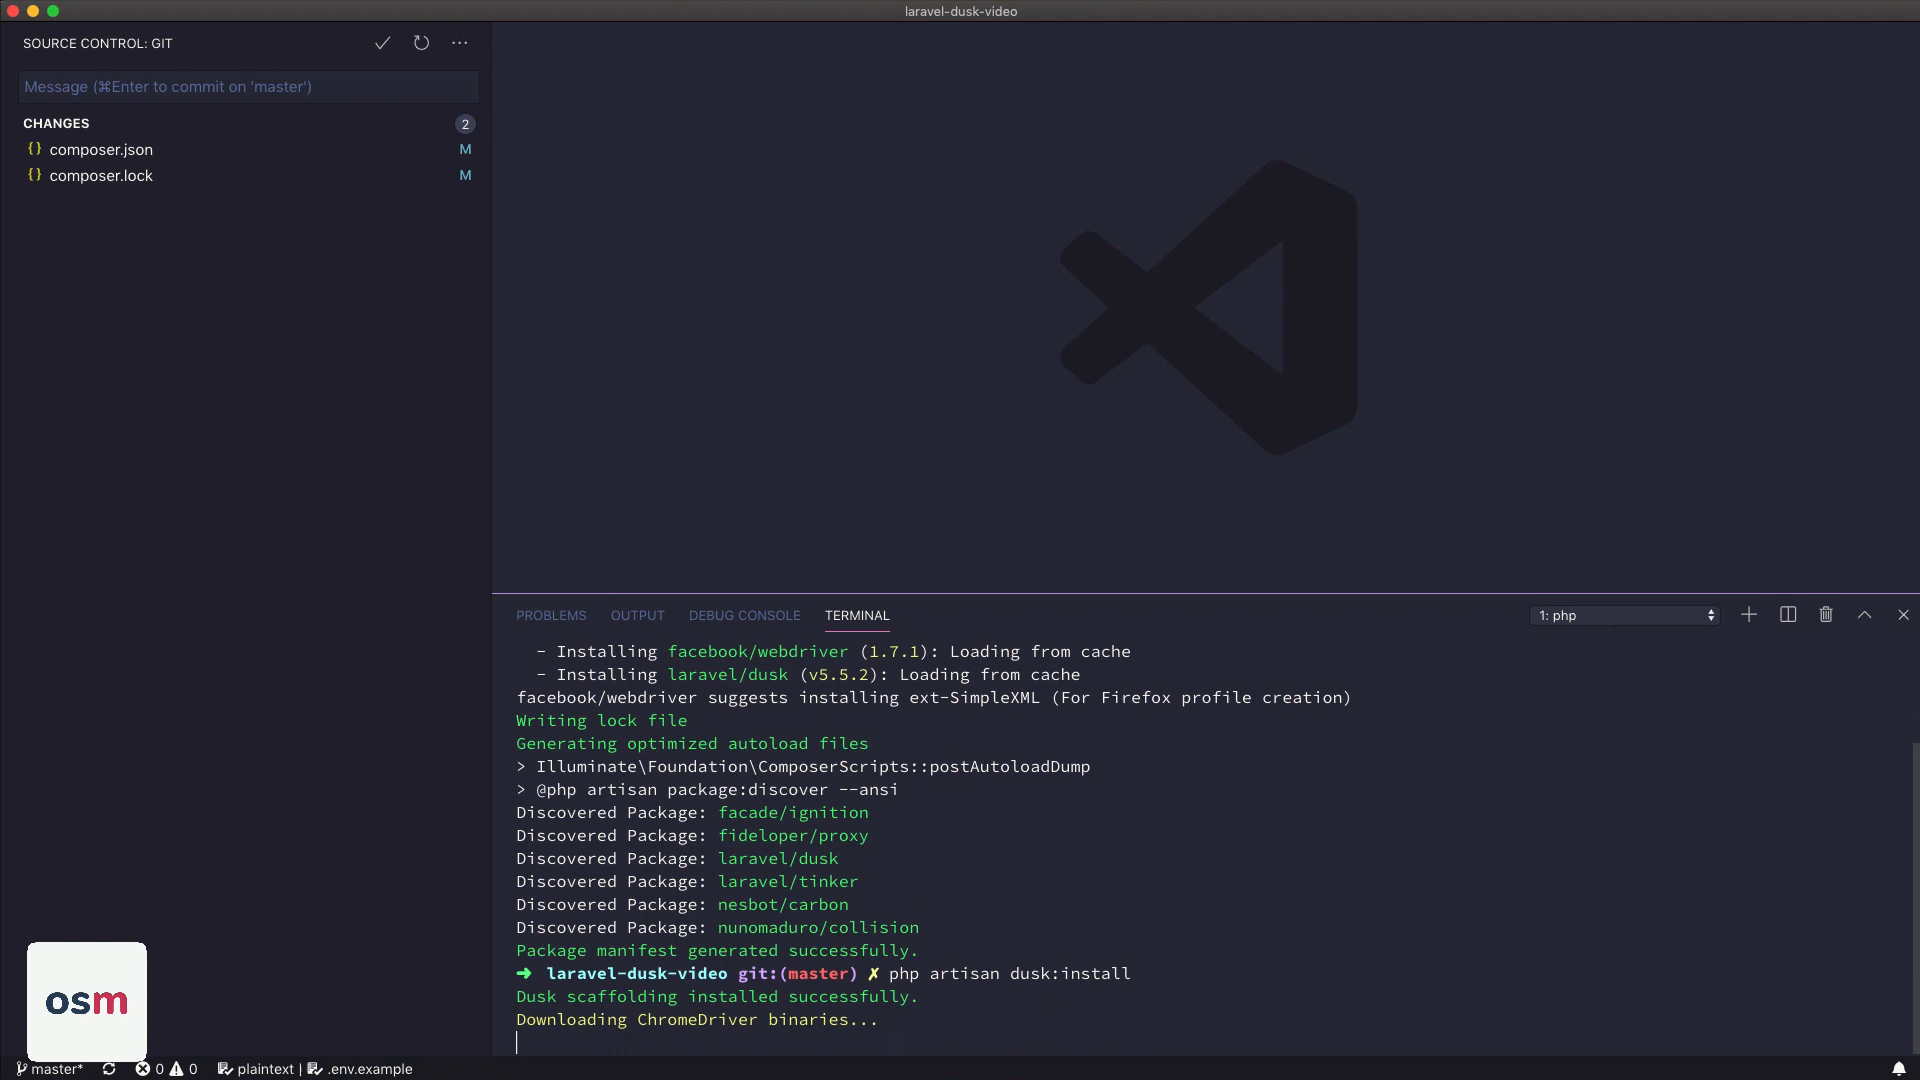 laravel-dusk-video
SOURCE CONTROL: GIT
Message (⌘Enter to commit on 'master')
CHANGES 2
{} composer.json M
{} composer.lock M
PROBLEMS OUTPUT DEBUG CONSOLE TERMINAL 1: php
- Installing facebook/webdriver (1.7.1): Loading from cache
- Installing laravel/dusk (v5.5.2): Loading from cache
facebook/webdriver suggests installing ext-SimpleXML (For Firefox profile creation)
Writing lock file
Generating optimized autoload files
> Illuminate\Foundation\ComposerScripts::postAutoloadDump
> @php artisan package:discover --ansi
Discovered Package: facade/ignition
Discovered Package: fideloper/proxy
Discovered Package: laravel/dusk
Discovered Package: laravel/tinker
Discovered Package: nesbot/carbon
Discovered Package: nunomaduro/collision
Package manifest generated successfully.
➜ laravel-dusk-video git:(master) ✗ php artisan dusk:install
Dusk scaffolding installed successfully.
Downloading ChromeDriver binaries...
osm
master* 0 0 plaintext | .env.example